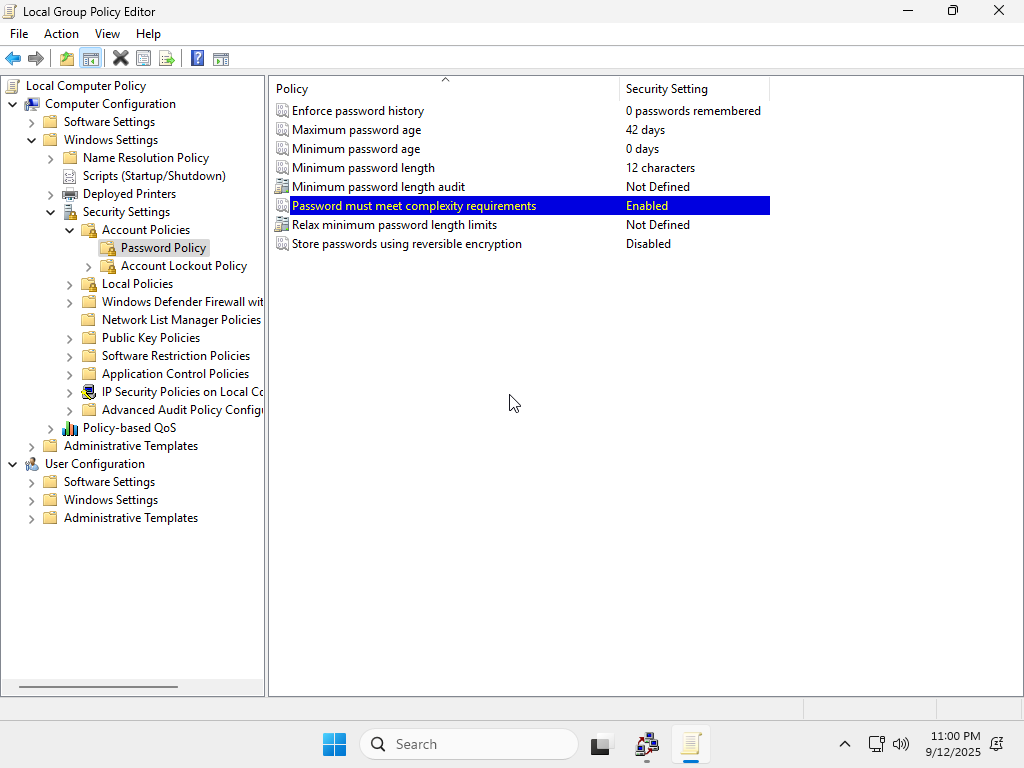 Local Group Policy Editor
File Action View Help
Local Computer Policy
Computer Configuration
Software Settings
Windows Settings
Name Resolution Policy
Scripts (Startup/Shutdown)
Deployed Printers
Security Settings
Account Policies
Password Policy
Account Lockout Policy
Local Policies
Windows Defender Firewall wit
Network List Manager Policies
Public Key Policies
Software Restriction Policies
Application Control Policies
IP Security Policies on Local Co
Advanced Audit Policy Configu
Policy-based QoS
Administrative Templates
User Configuration
Software Settings
Windows Settings
Administrative Templates
Policy Security Setting
Enforce password history 0 passwords remembered
Maximum password age 42 days
Minimum password age 0 days
Minimum password length 12 characters
Minimum password length audit Not Defined
Password must meet complexity requirements Enabled
Relax minimum password length limits Not Defined
Store passwords using reversible encryption Disabled
Search
11:00 PM
9/12/2025